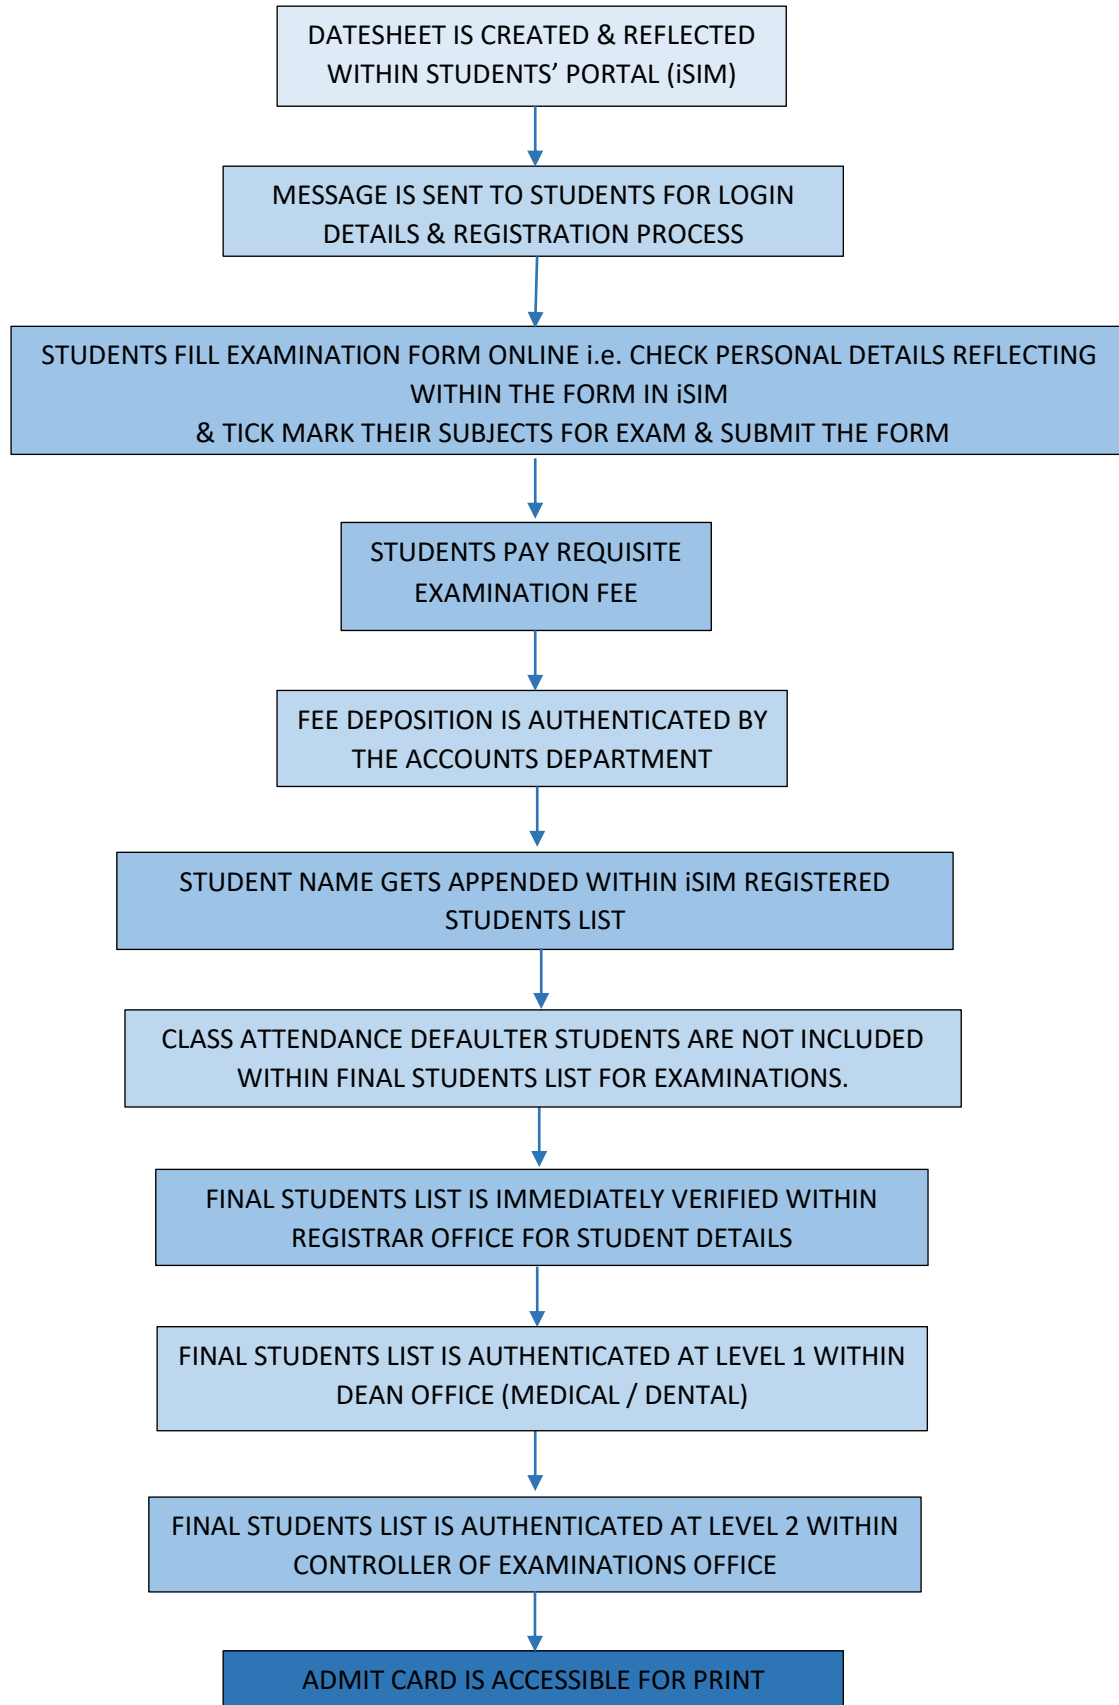 DATESHEET IS CREATED & REFLECTED
WITHIN STUDENTS’ PORTAL (iSIM)
MESSAGE IS SENT TO STUDENTS FOR LOGIN
DETAILS & REGISTRATION PROCESS
STUDENTS FILL EXAMINATION FORM ONLINE i.e. CHECK PERSONAL DETAILS REFLECTING
WITHIN THE FORM IN iSIM
& TICK MARK THEIR SUBJECTS FOR EXAM & SUBMIT THE FORM
STUDENTS PAY REQUISITE
EXAMINATION FEE
FEE DEPOSITION IS AUTHENTICATED BY
THE ACCOUNTS DEPARTMENT
STUDENT NAME GETS APPENDED WITHIN iSIM REGISTERED
STUDENTS LIST
CLASS ATTENDANCE DEFAULTER STUDENTS ARE NOT INCLUDED
WITHIN FINAL STUDENTS LIST FOR EXAMINATIONS.
FINAL STUDENTS LIST IS IMMEDIATELY VERIFIED WITHIN
REGISTRAR OFFICE FOR STUDENT DETAILS
FINAL STUDENTS LIST IS AUTHENTICATED AT LEVEL 1 WITHIN
DEAN OFFICE (MEDICAL / DENTAL)
FINAL STUDENTS LIST IS AUTHENTICATED AT LEVEL 2 WITHIN
CONTROLLER OF EXAMINATIONS OFFICE
ADMIT CARD IS ACCESSIBLE FOR PRINT